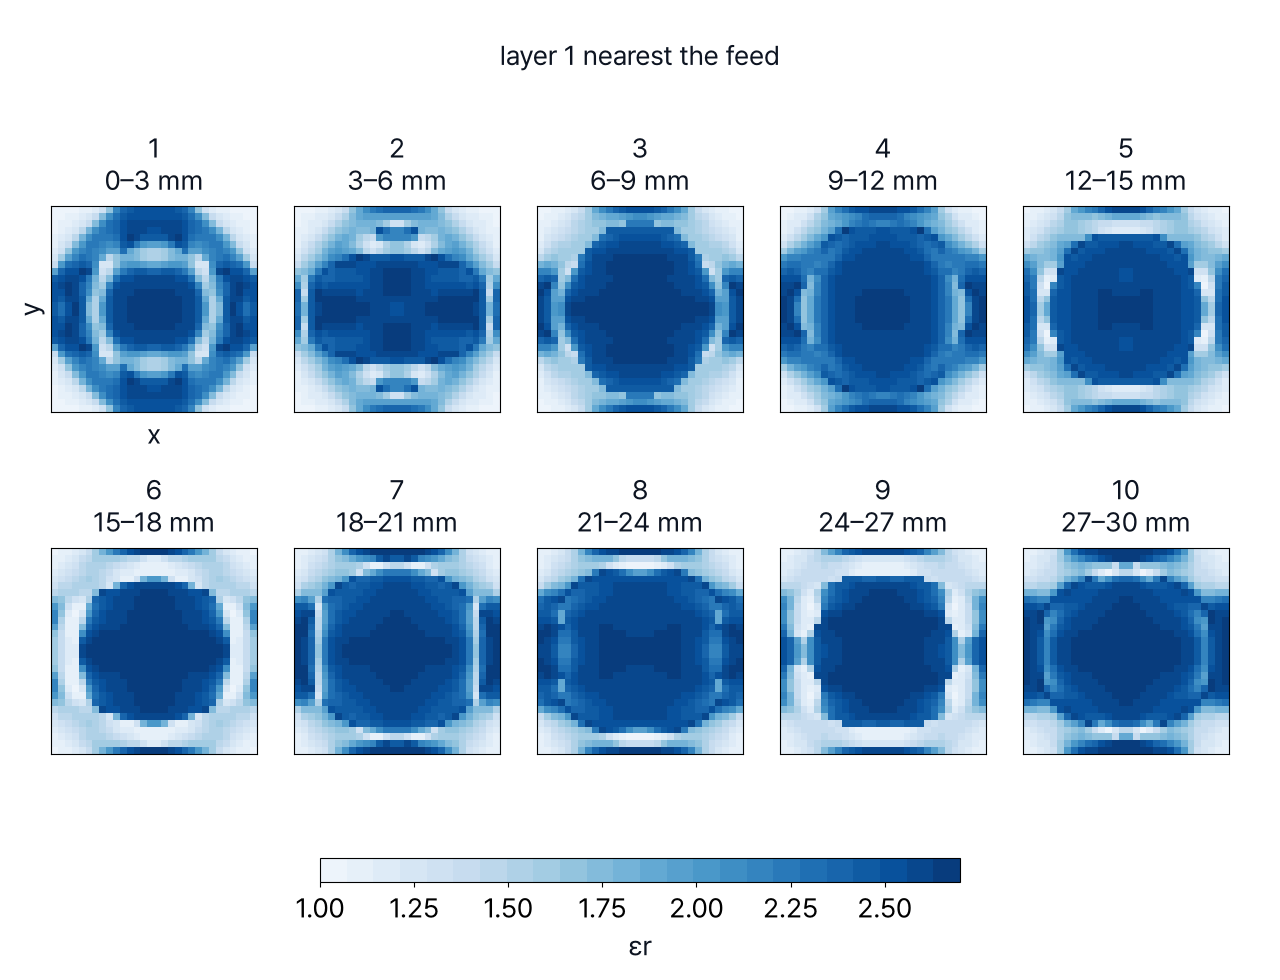 layer 1 nearest the feed
1
0–3 mm
2
3–6 mm
3
6–9 mm
4
9–12 mm
5
12–15 mm
y
x
6
15–18 mm
7
18–21 mm
8
21–24 mm
9
24–27 mm
10
27–30 mm
1.00 1.25 1.50 1.75 2.00 2.25 2.50
εr